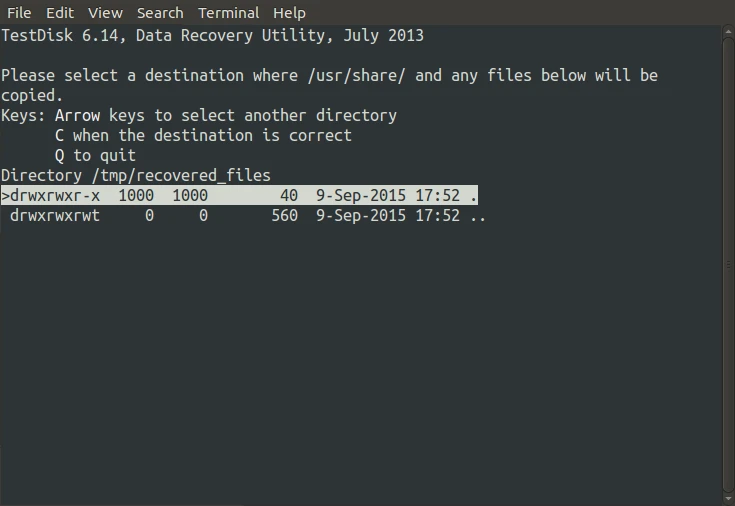 File Edit View Search Terminal Help
TestDisk 6.14, Data Recovery Utility, July 2013
Please select a destination where /usr/share/ and any files below will be
copied.
Keys: Arrow keys to select another directory
C when the destination is correct
Q to quit
Directory /tmp/recovered_files
>drwxrwxr-x 1000 1000 40 9-Sep-2015 17:52 .
drwxrwxrwt 0 0 560 9-Sep-2015 17:52 ..